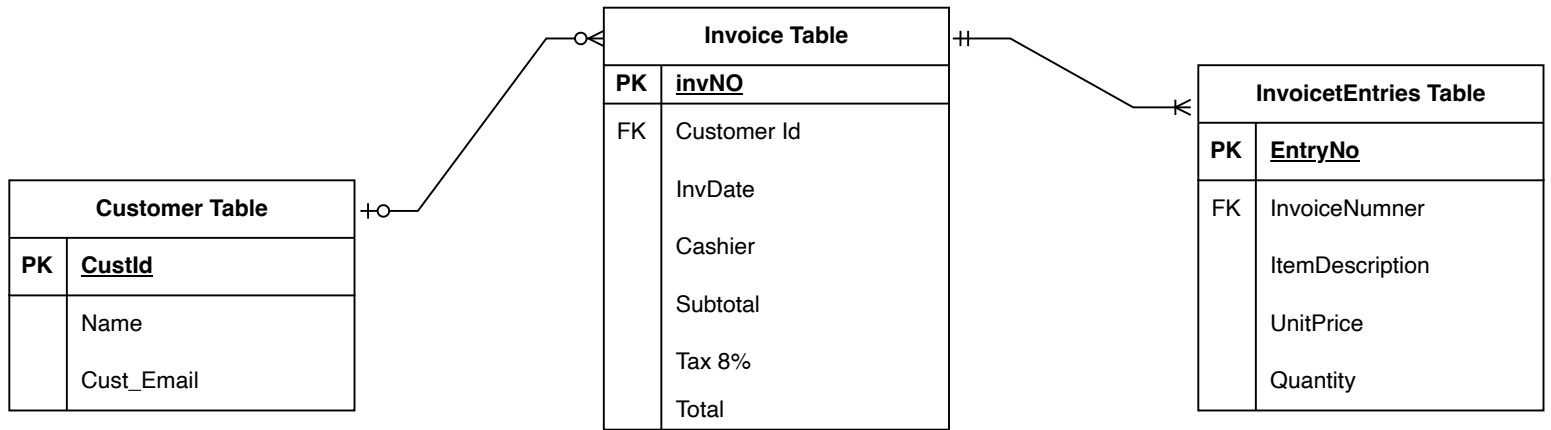 Customer Table
PK CustId
Name
Cust_Email
Invoice Table
PK invNO
FK Customer Id
InvDate
Cashier
Subtotal
Tax 8%
Total
InvoicetEntries Table
PK EntryNo
FK InvoiceNumner
ItemDescription
UnitPrice
Quantity